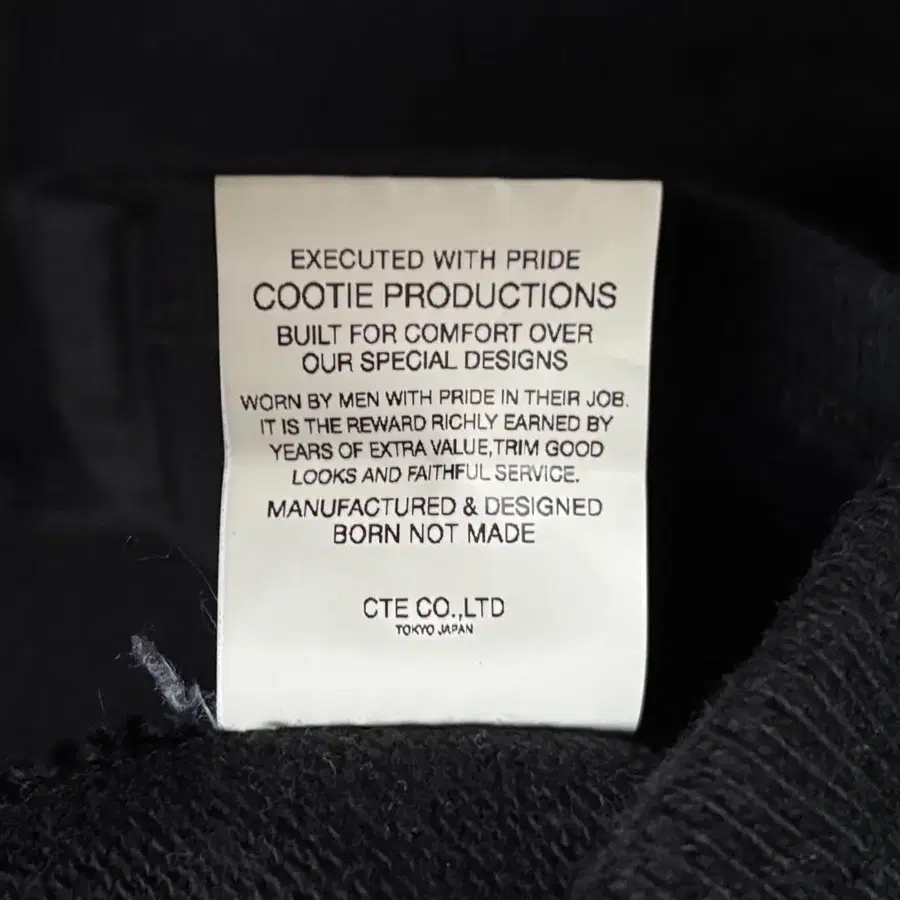 EXECUTED WITH PRIDE
COOTIE PRODUCTIONS
BUILT FOR COMFORT OVER
OUR SPECIAL DESIGNS
WORN BY MEN WITH PRIDE IN THEIR JOB.
IT IS THE REWARD RICHLY EARNED BY
YEARS OF EXTRA VALUE,TRIM GOOD
LOOKS AND FAITHFUL SERVICE.
MANUFACTURED & DESIGNED
BORN NOT MADE
CTE CO.,LTD
TOKYO JAPAN